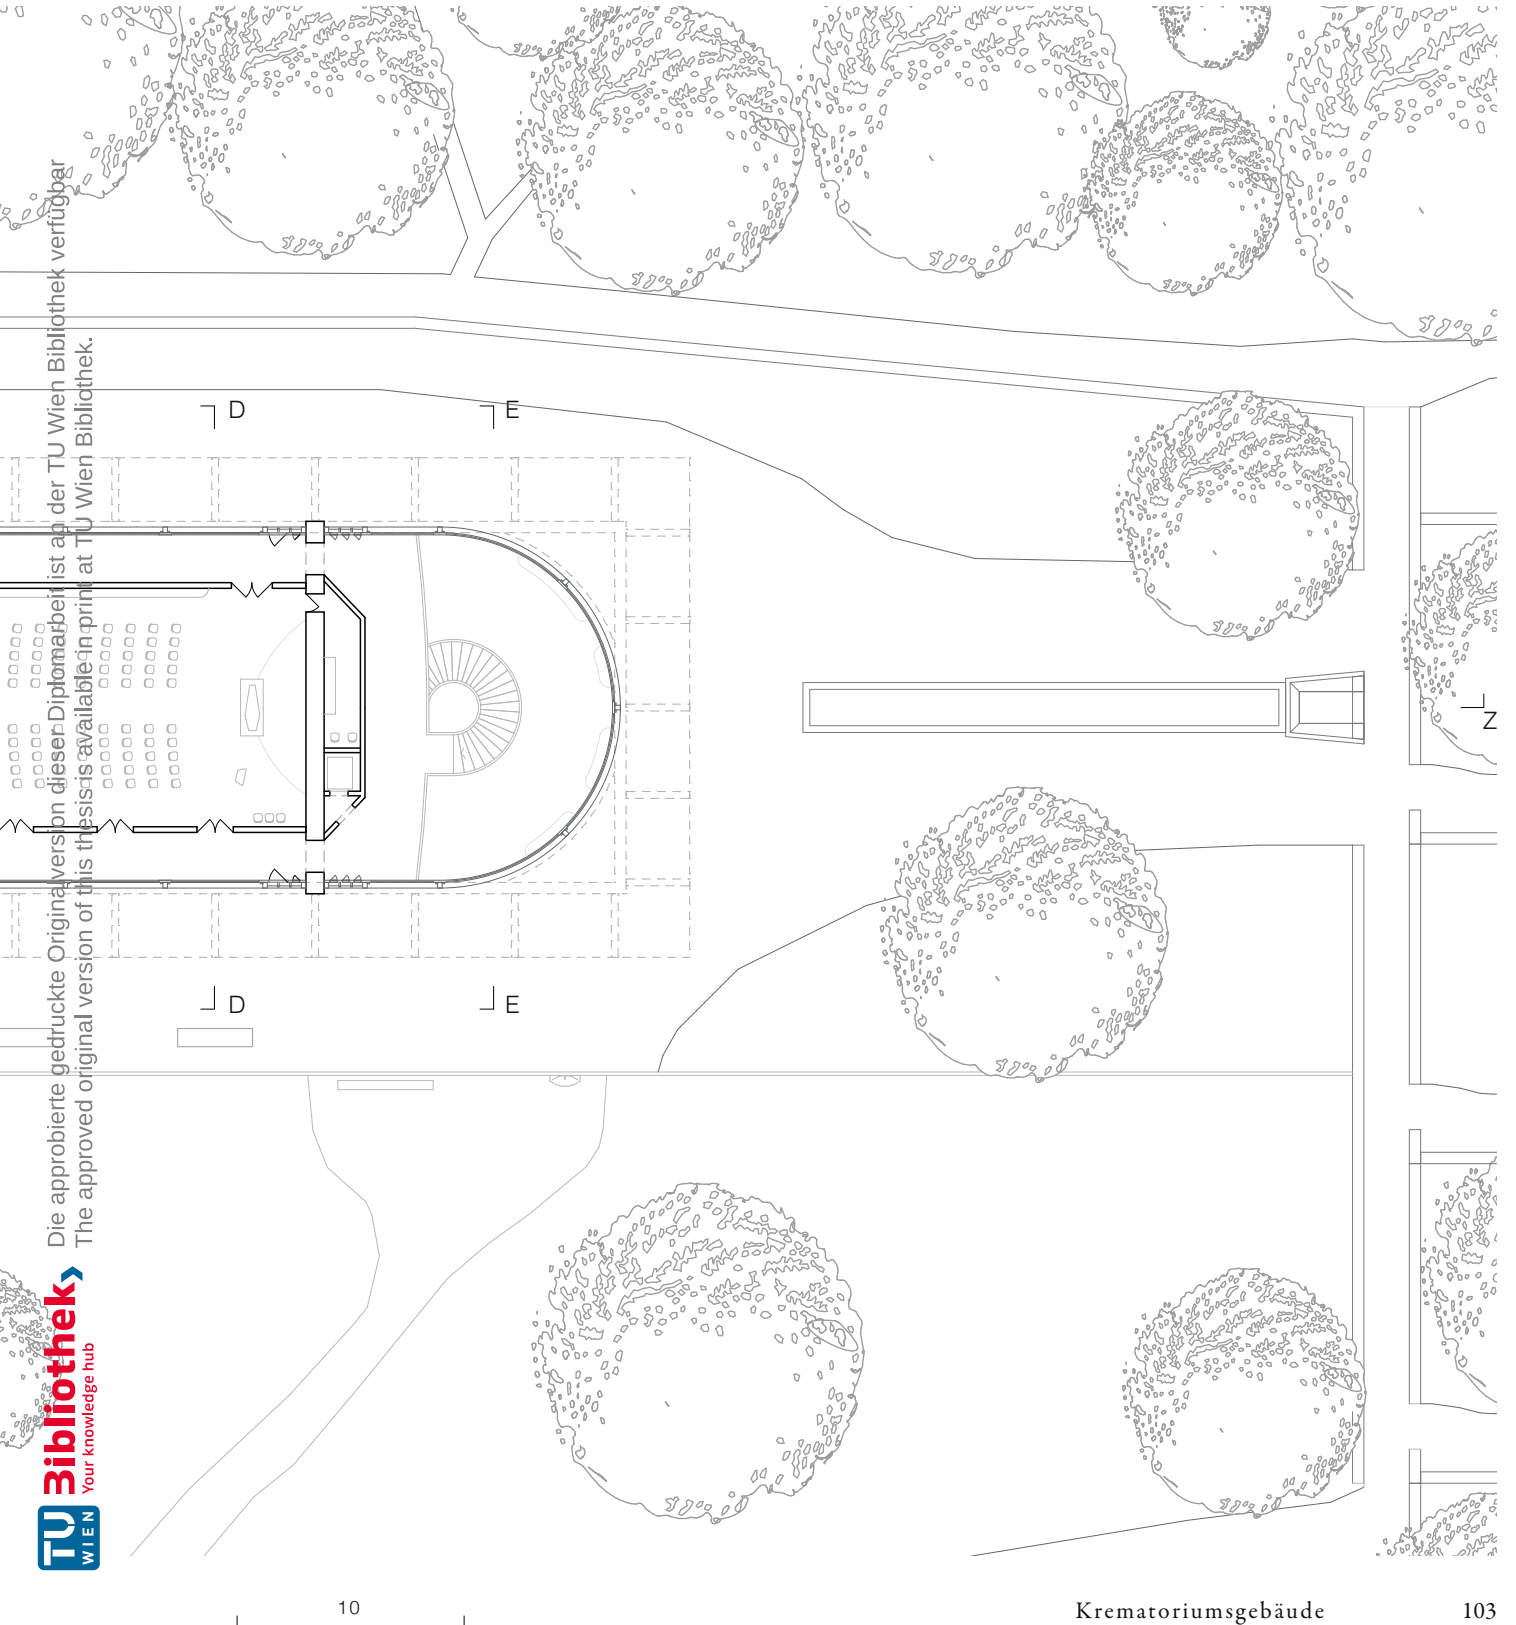 D
E
Z
D
E
Die approbierte gedruckte Originalversion dieser Diplomarbeit ist an der TU Wien Bibliothek verfügbar
The approved original version of this thesis is available in print at TU Wien Bibliothek.
Bibliothek
Your knowledge hub
TU
WIEN
10
Krematoriumsgebäude 103